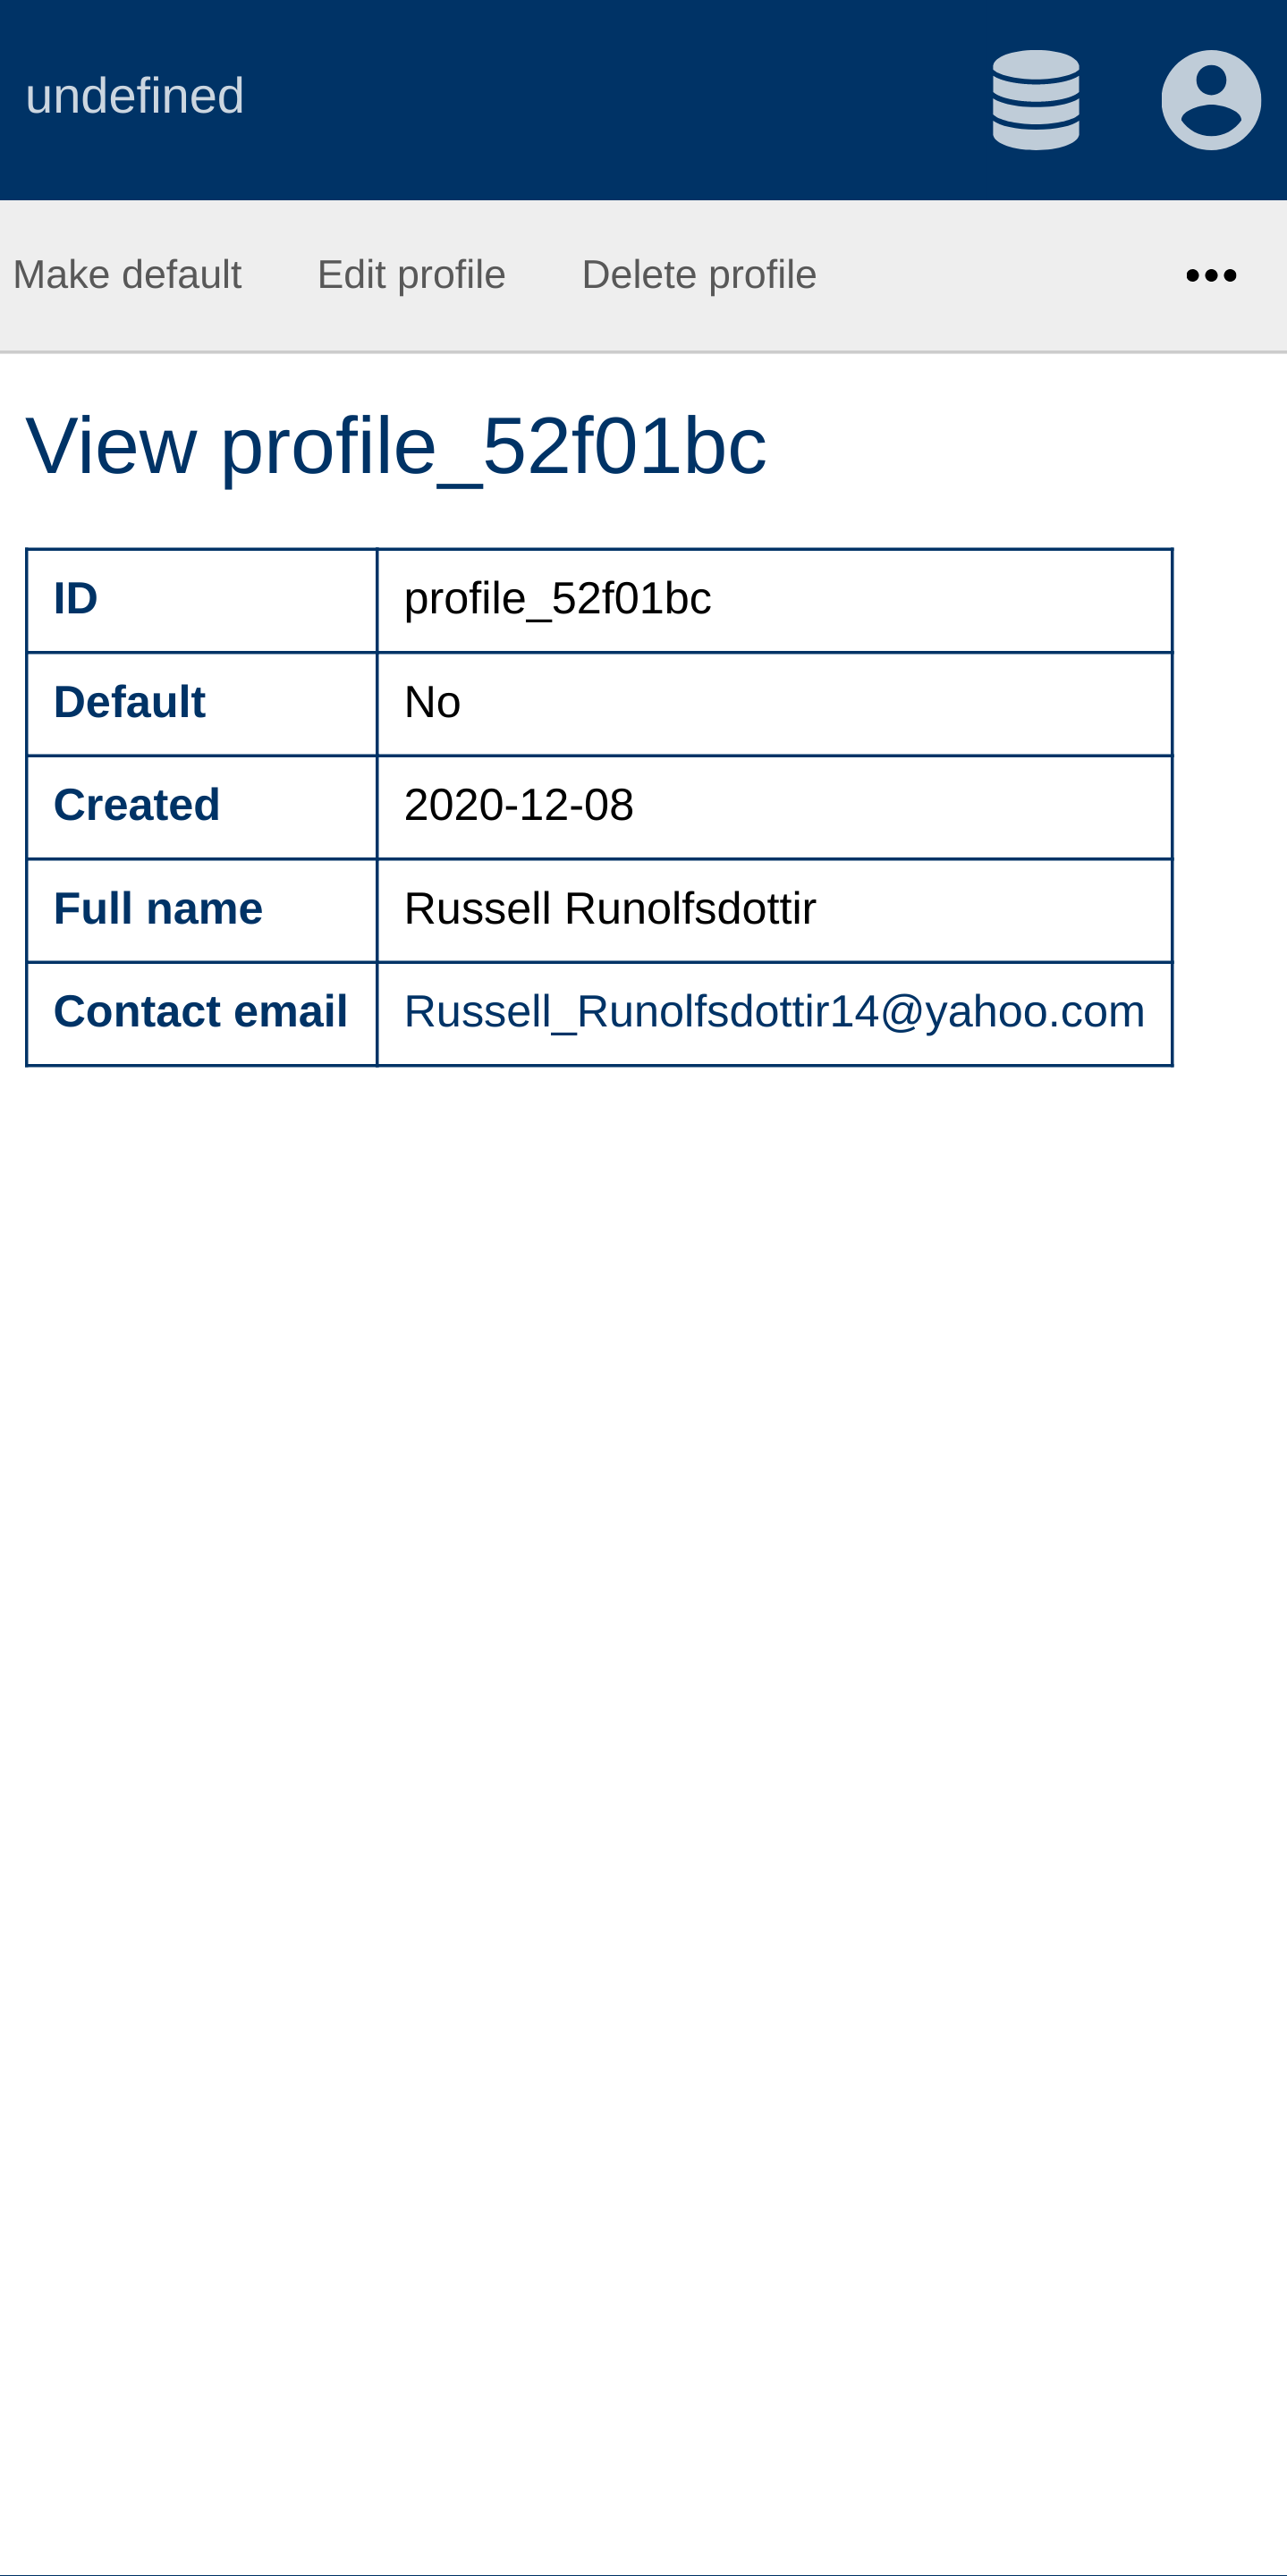 undefined
Make default Edit profile Delete profile
View profile_52f01bc
ID profile_52f01bc
Default No
Created 2020-12-08
Full name Russell Runolfsdottir
Contact email Russell_Runolfsdottir14@yahoo.com